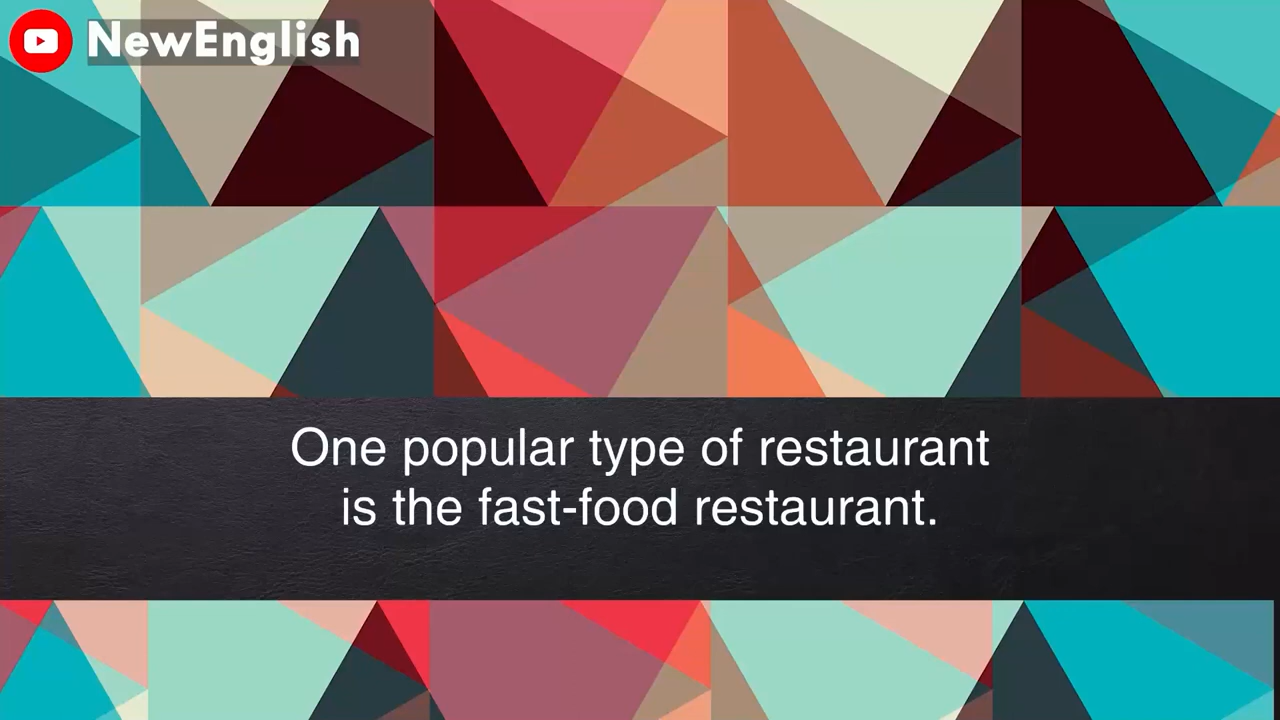 NewEnglish
One popular type of restaurant
is the fast-food restaurant.